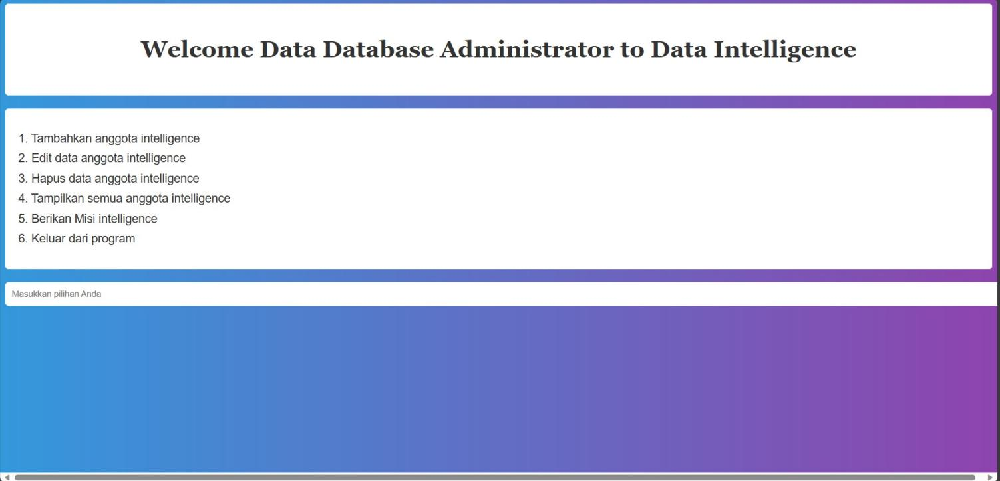 Welcome Data Database Administrator to Data Intelligence
1. Tambahkan anggota intelligence
2. Edit data anggota intelligence
3. Hapus data anggota intelligence
4. Tampilkan semua anggota intelligence
5. Berikan Misi intelligence
6. Keluar dari program
Masukkan pilihan Anda